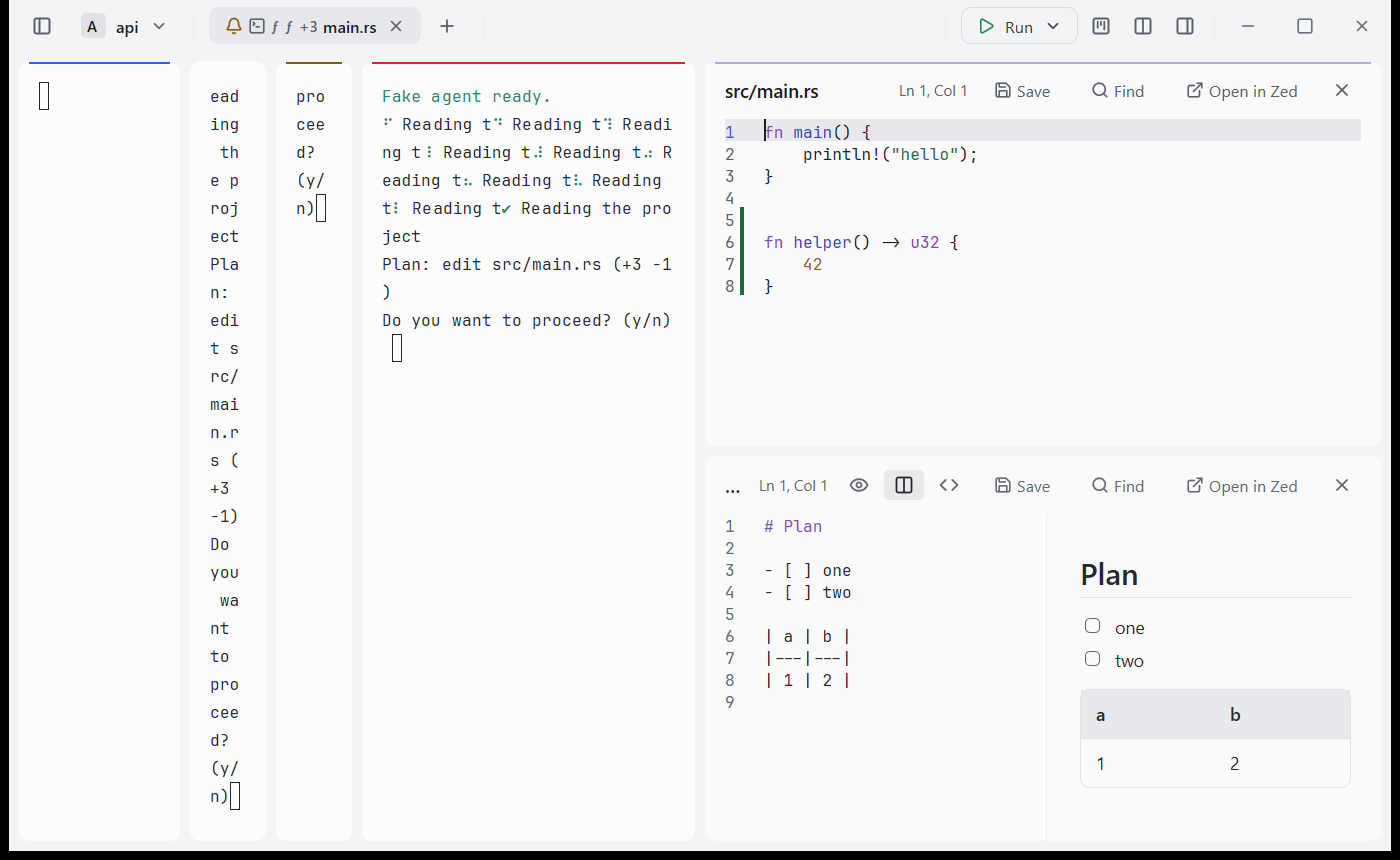 A api
ƒ ƒ +3 main.rs
Run
ead
ing
th
e p
roj
ect
Pla
n:
edi
t s
rc/
mai
n.r
s (
+3
-1)
Do
you
wa
nt
to
pro
cee
d?
(y/
n)
pro
cee
d?
(y/
n)
Fake agent ready.
⠋ Reading t⠙ Reading t⠹ Readi
ng t⠸ Reading t⠼ Reading t⠴ R
eading t⠦ Reading t⠧ Reading
t⠇ Reading t✔ Reading the pro
ject
Plan: edit src/main.rs (+3 -1
)
Do you want to proceed? (y/n)
src/main.rs Ln 1, Col 1 Save Find Open in Zed
1 fn main() {
2 println!("hello");
3 }
4
5
6 fn helper() -> u32 {
7 42
8 }
... Ln 1, Col 1 Save Find Open in Zed
1 # Plan
2
3 - [ ] one
4 - [ ] two
5
6 | a | b |
7 |---|---|
8 | 1 | 2 |
9
Plan
one
two
a b
1 2